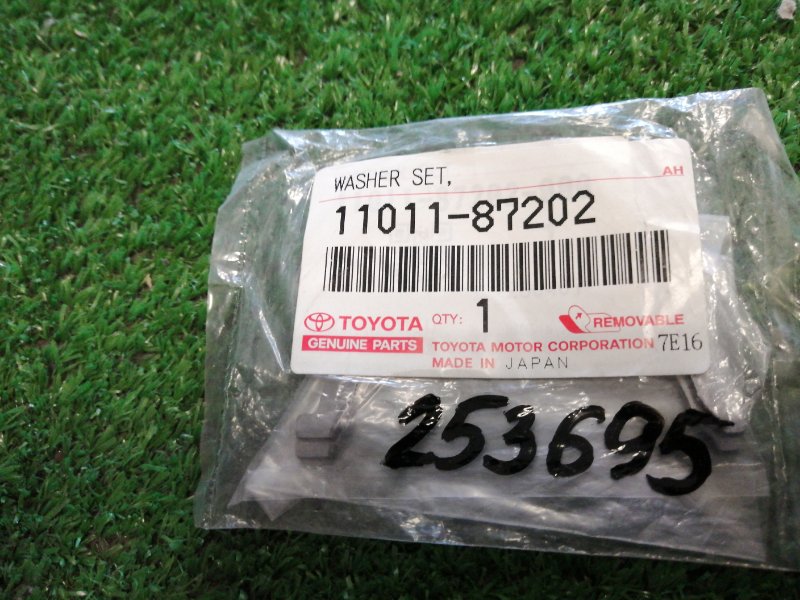 WASHER SET,
AH
11011-87202
TOYOTA QTY: 1 REMOVABLE
GENUINE PARTS TOYOTA MOTOR CORPORATION 7E16
MADE IN JAPAN
253695